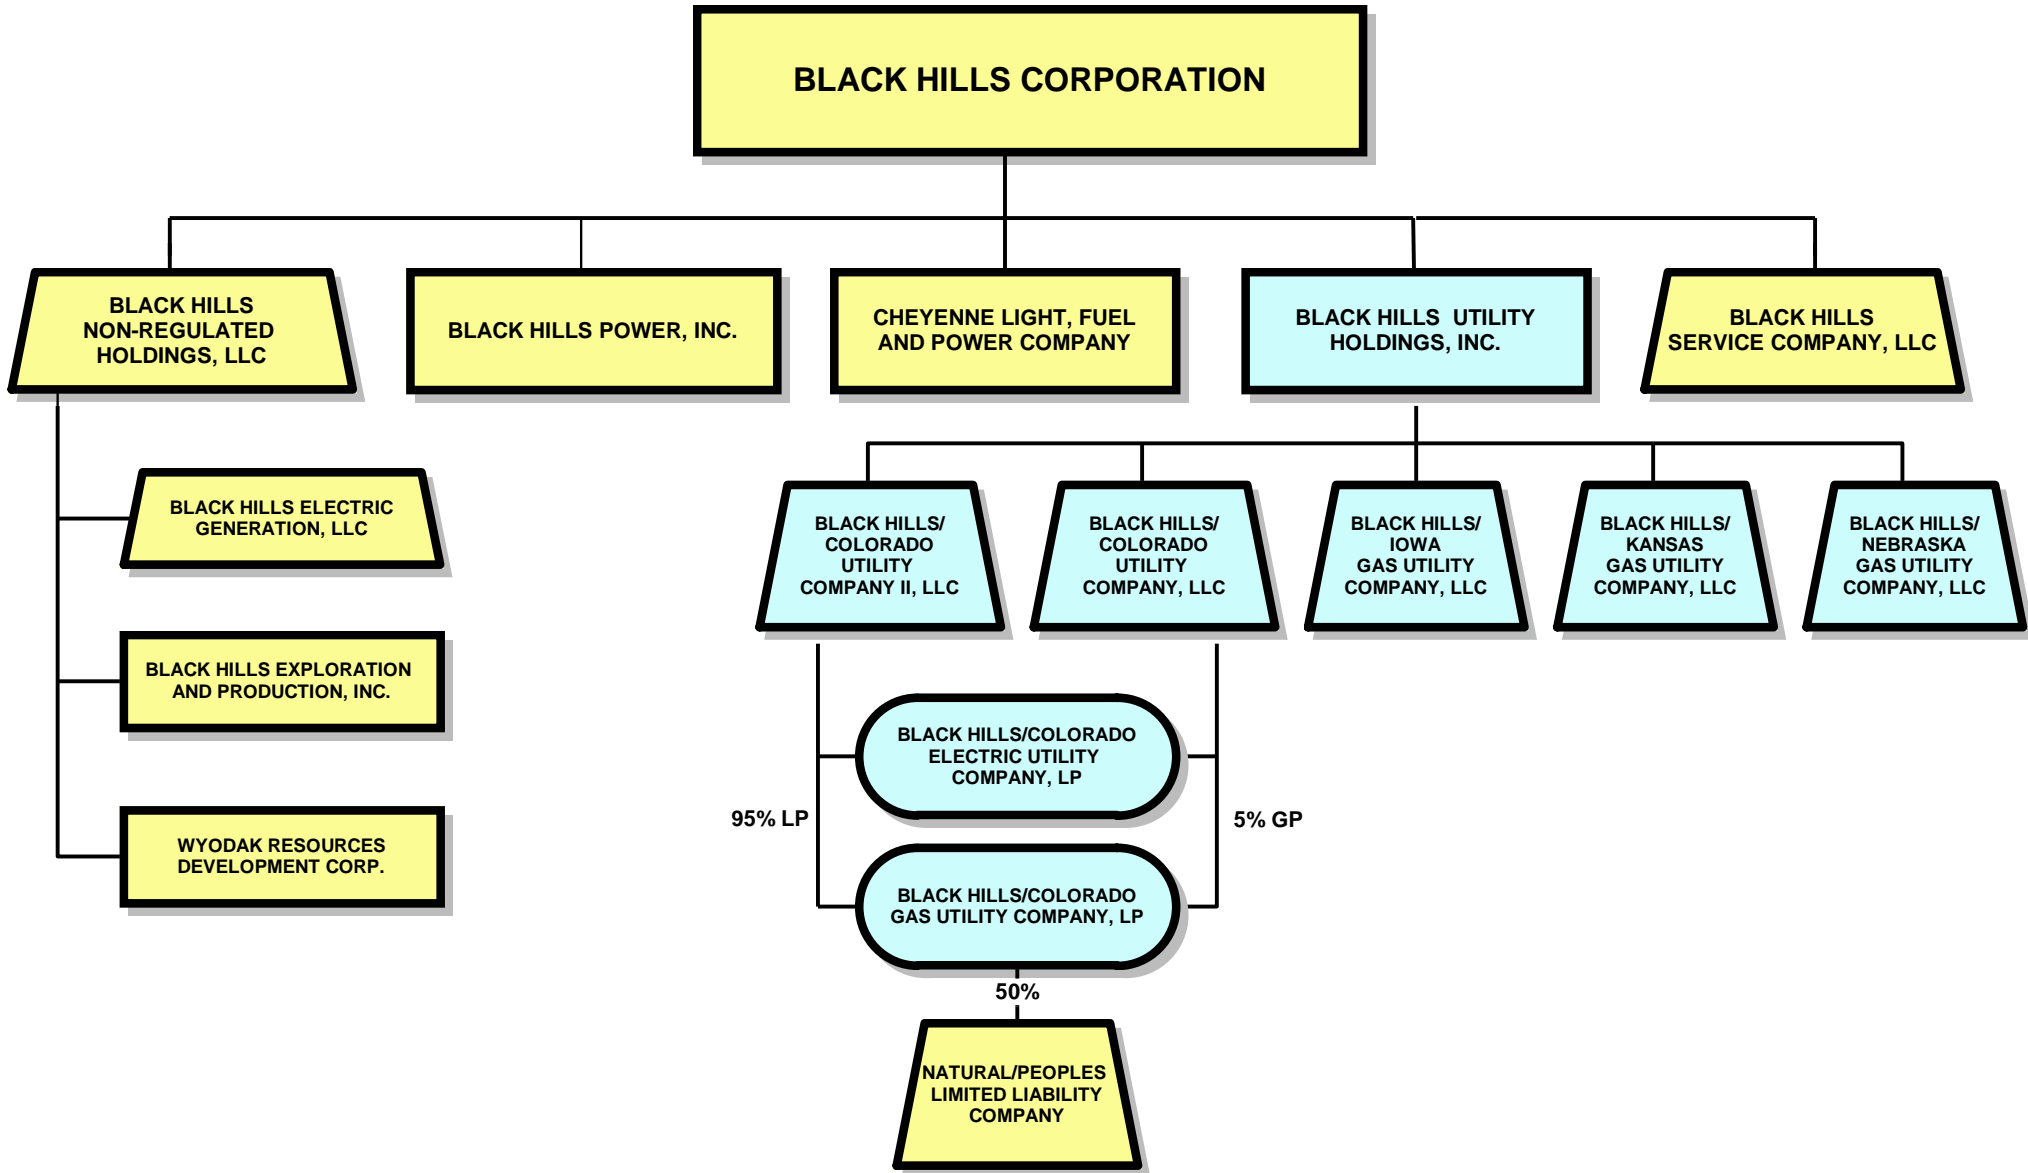 BLACK HILLS CORPORATION
BLACK HILLS
NON-REGULATED
HOLDINGS, LLC
BLACK HILLS POWER, INC.
CHEYENNE LIGHT, FUEL
AND POWER COMPANY
BLACK HILLS UTILITY
HOLDINGS, INC.
BLACK HILLS
SERVICE COMPANY, LLC
BLACK HILLS ELECTRIC
GENERATION, LLC
BLACK HILLS EXPLORATION
AND PRODUCTION, INC.
WYODAK RESOURCES
DEVELOPMENT CORP.
BLACK HILLS/
COLORADO
UTILITY
COMPANY II, LLC
BLACK HILLS/
COLORADO
UTILITY
COMPANY, LLC
BLACK HILLS/
IOWA
GAS UTILITY
COMPANY, LLC
BLACK HILLS/
KANSAS
GAS UTILITY
COMPANY, LLC
BLACK HILLS/
NEBRASKA
GAS UTILITY
COMPANY, LLC
BLACK HILLS/COLORADO
ELECTRIC UTILITY
COMPANY, LP
95% LP
5% GP
BLACK HILLS/COLORADO
GAS UTILITY COMPANY, LP
50%
NATURAL/PEOPLES
LIMITED LIABILITY
COMPANY